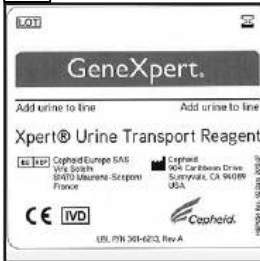 LOT
GeneXpert.
Add urine to line Add urine to line
Xpert® Urine Transport Reagent
EC REP Cepheid Europe SAS
Vira Solelh
81470 Maurens-Scopont
France
Cepheid
904 Caribbean Drive
Sunnyvale, CA 94089
USA
CE IVD
Cepheid.
LBL P/N 301-6213, Rev A